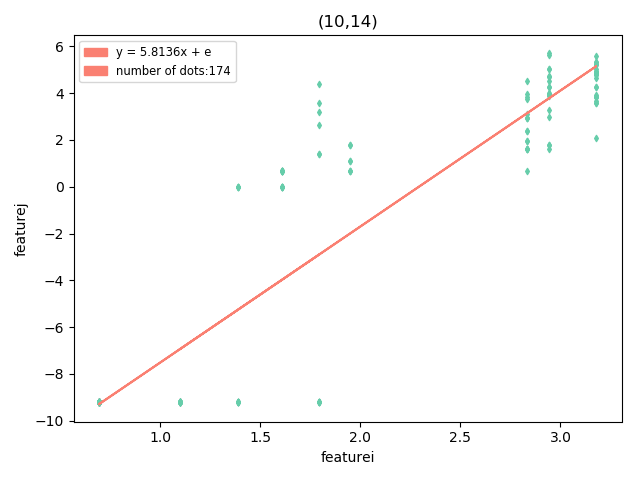 (10,14)
y = 5.8136x + e
number of dots:174
featurej
6
4
2
0
−2
−4
−6
−8
−10
1.0 1.5 2.0 2.5 3.0
featurei